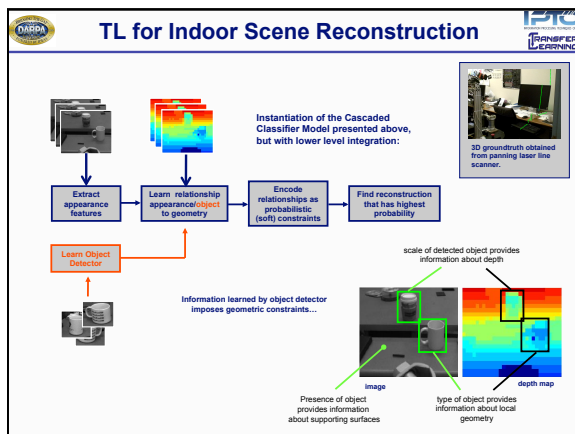 TL for Indoor Scene Reconstruction
DARPA
IPTO
TRANSFER
LEARNING
Instantiation of the Cascaded
Classifier Model presented above,
but with lower level integration:
3D groundtruth obtained
from panning laser line
scanner.
Extract
appearance
features
Learn relationship
appearance/object
to geometry
Encode
relationships as
probabilistic
(soft) constraints
Find reconstruction
that has highest
probability
Learn Object
Detector
scale of detected object provides
information about depth
Information learned by object detector
imposes geometric constraints…
image
depth map
Presence of object
provides information
about supporting surfaces
type of object provides
information about local
geometry